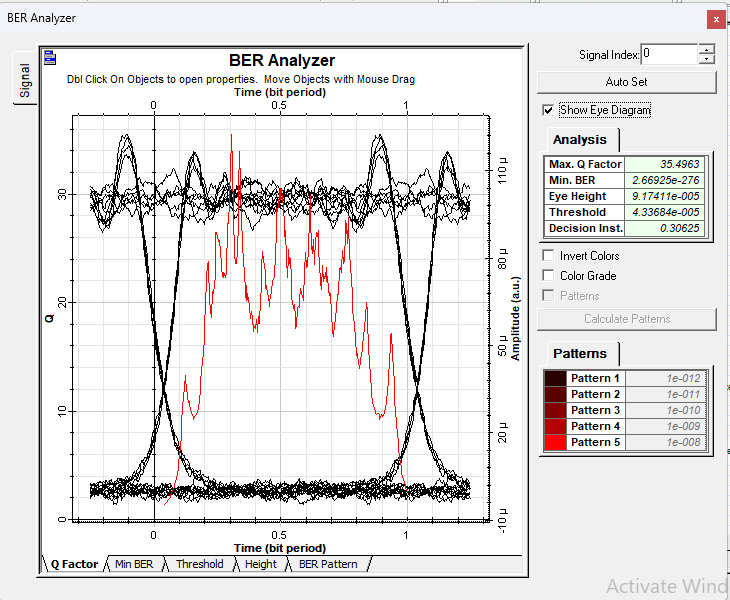 BER Analyzer
Signal
BER Analyzer
Dbl Click On Objects to open properties. Move Objects with Mouse Drag
Time (bit period)
0 0.5 1
Q
30
20
10
0
110 µ
80 µ
50 µ
20 µ
-10 µ
Amplitude (a.u.)
0 0.5 1
Time (bit period)
Q Factor Min BER Threshold Height BER Pattern
Signal Index: 0
Auto Set
Show Eye Diagram
Analysis
Max. Q Factor 35.4963
Min. BER 2.66925e-276
Eye Height 9.17411e-005
Threshold 4.33684e-005
Decision Inst. 0.30625
Invert Colors
Color Grade
Patterns
Calculate Patterns
Patterns
Pattern 1 1e-012
Pattern 2 1e-011
Pattern 3 1e-010
Pattern 4 1e-009
Pattern 5 1e-008
Activate Wind